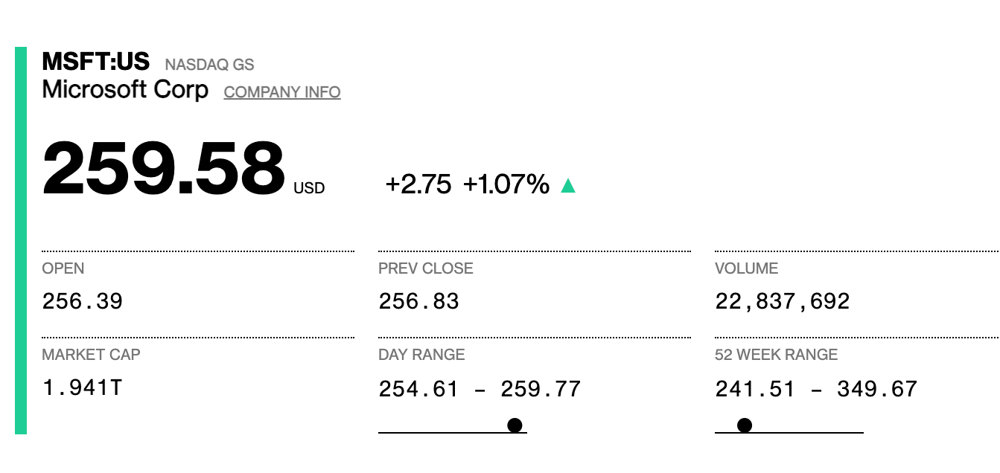 MSFT:US NASDAQ GS
Microsoft Corp COMPANY INFO
259.58 USD +2.75 +1.07% ▲
OPEN PREV CLOSE VOLUME
256.39 256.83 22,837,692
MARKET CAP DAY RANGE 52 WEEK RANGE
1.941T 254.61 – 259.77 241.51 – 349.67